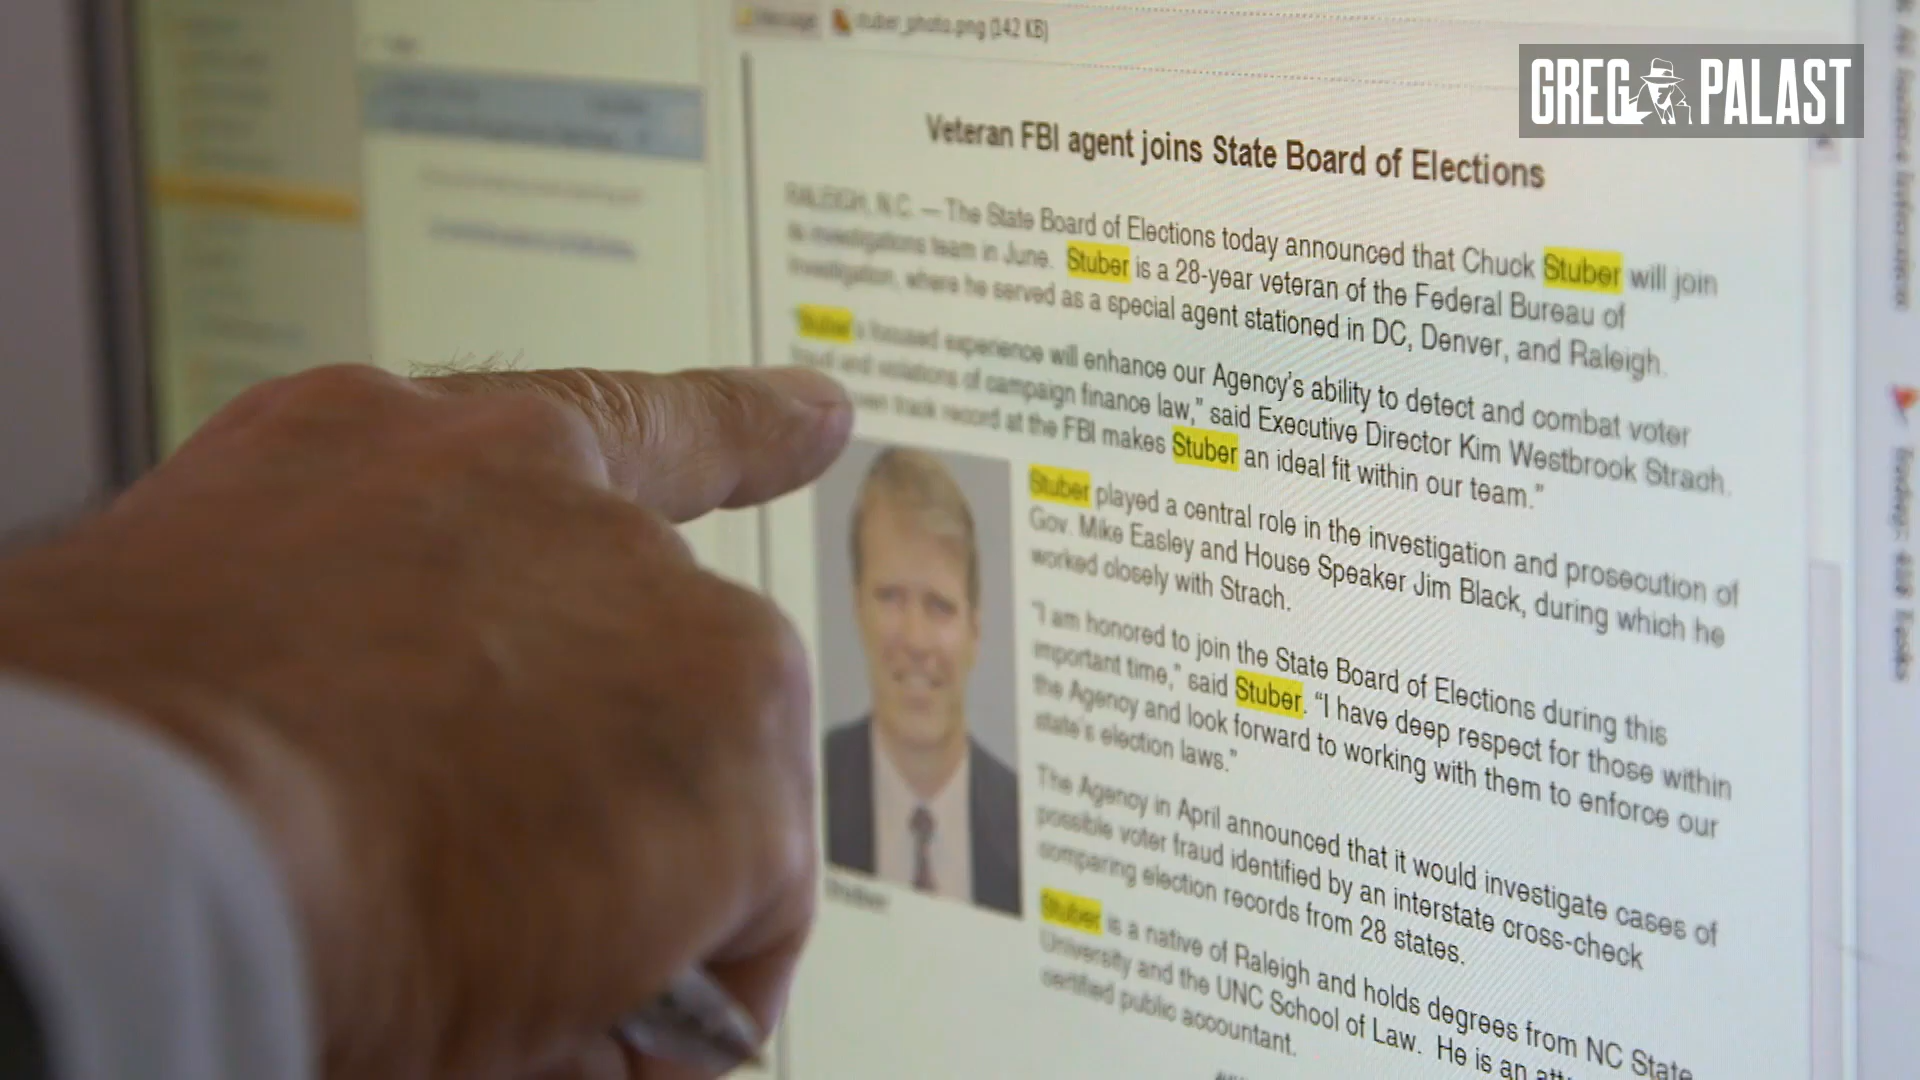 Message stuber_photo.png (142 KB)
GREG PALAST
Veteran FBI agent joins State Board of Elections
RALEIGH, N.C. — The State Board of Elections today announced that Chuck Stuber will join
its investigations team in June. Stuber is a 28-year veteran of the Federal Bureau of
Investigation, where he served as a special agent stationed in DC, Denver, and Raleigh.
"Stuber's focused experience will enhance our Agency's ability to detect and combat voter
fraud and violations of campaign finance law," said Executive Director Kim Westbrook Strach.
track record at the FBI makes Stuber an ideal fit within our team."
Stuber played a central role in the investigation and prosecution of
Gov. Mike Easley and House Speaker Jim Black, during which he
worked closely with Strach.
"I am honored to join the State Board of Elections during this
important time," said Stuber. "I have deep respect for those within
the Agency and look forward to working with them to enforce our
state's election laws."
Stuber
The Agency in April announced that it would investigate cases of
possible voter fraud identified by an interstate cross-check
comparing election records from 28 states.
Stuber is a native of Raleigh and holds degrees from NC State
University and the UNC School of Law. He is an
certified public accountant.